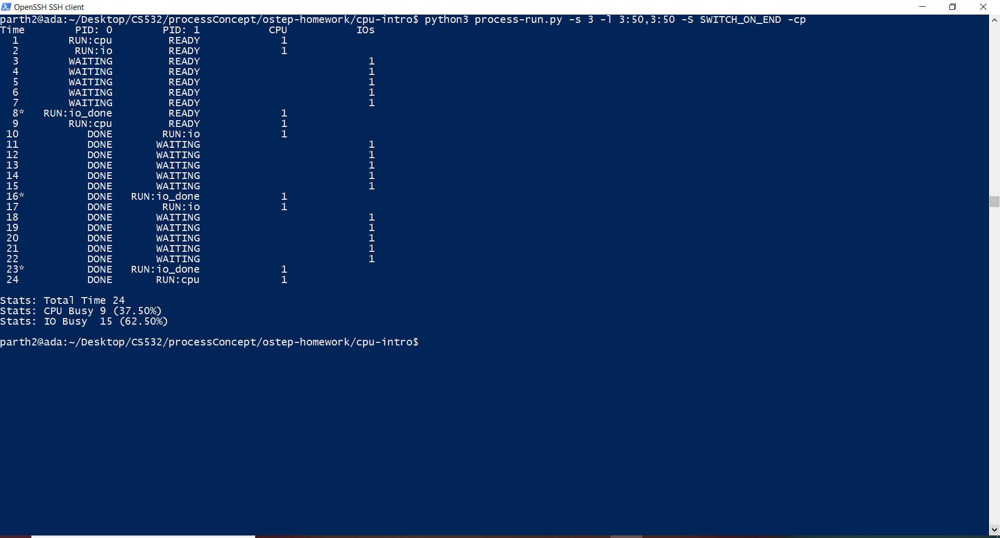 OpenSSH SSH client
parth2@ada:~/Desktop/CS532/processConcept/ostep-homework/cpu-intro$ python3 process-run.py -s 3 -l 3:50,3:50 -S SWITCH_ON_END -cp
Time PID: 0 PID: 1 CPU IOs
1 RUN:cpu READY 1
2 RUN:io READY 1
3 WAITING READY 1
4 WAITING READY 1
5 WAITING READY 1
6 WAITING READY 1
7 WAITING READY 1
8* RUN:io_done READY 1
9 RUN:cpu READY 1
10 DONE RUN:io 1
11 DONE WAITING 1
12 DONE WAITING 1
13 DONE WAITING 1
14 DONE WAITING 1
15 DONE WAITING 1
16* DONE RUN:io_done 1
17 DONE RUN:io 1
18 DONE WAITING 1
19 DONE WAITING 1
20 DONE WAITING 1
21 DONE WAITING 1
22 DONE WAITING 1
23* DONE RUN:io_done 1
24 DONE RUN:cpu 1
Stats: Total Time 24
Stats: CPU Busy 9 (37.50%)
Stats: IO Busy 15 (62.50%)
parth2@ada:~/Desktop/CS532/processConcept/ostep-homework/cpu-intro$